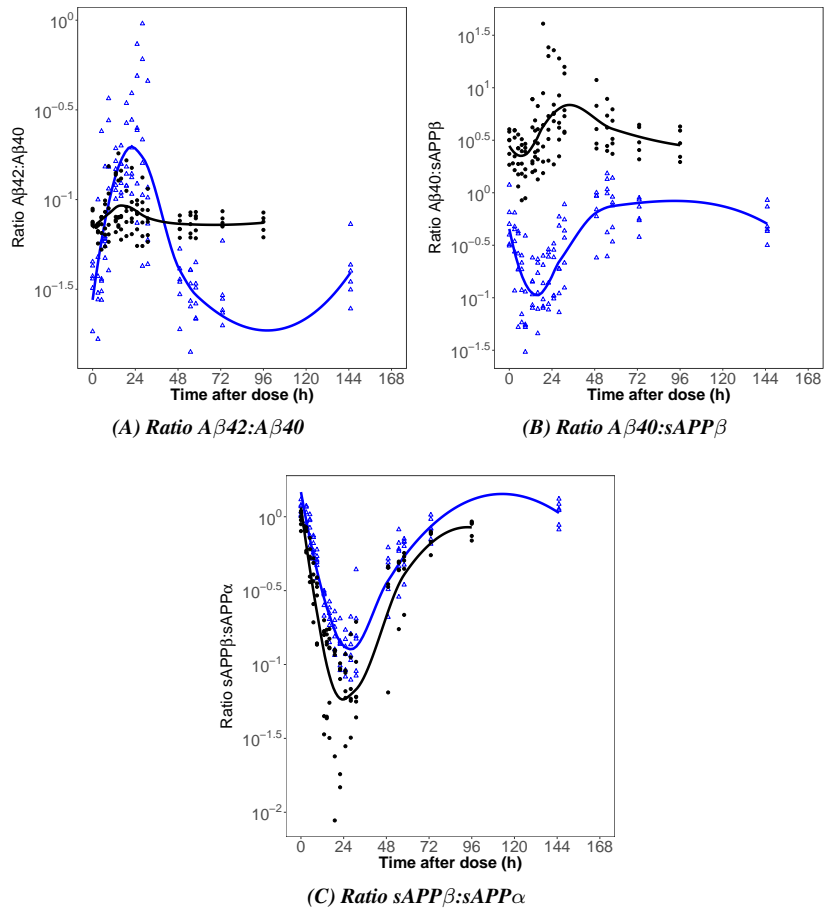 Ratio Aβ42:Aβ40
10^0
10^-0.5
10^-1
10^-1.5
0 24 48 72 96 120 144 168
Time after dose (h)
(A) Ratio Aβ42:Aβ40
Ratio Aβ40:sAPPβ
10^1.5
10^1
10^0.5
10^0
10^-0.5
10^-1
10^-1.5
0 24 48 72 96 120 144 168
Time after dose (h)
(B) Ratio Aβ40:sAPPβ
Ratio sAPPβ:sAPPα
10^0
10^-0.5
10^-1
10^-1.5
10^-2
0 24 48 72 96 120 144 168
Time after dose (h)
(C) Ratio sAPPβ:sAPPα